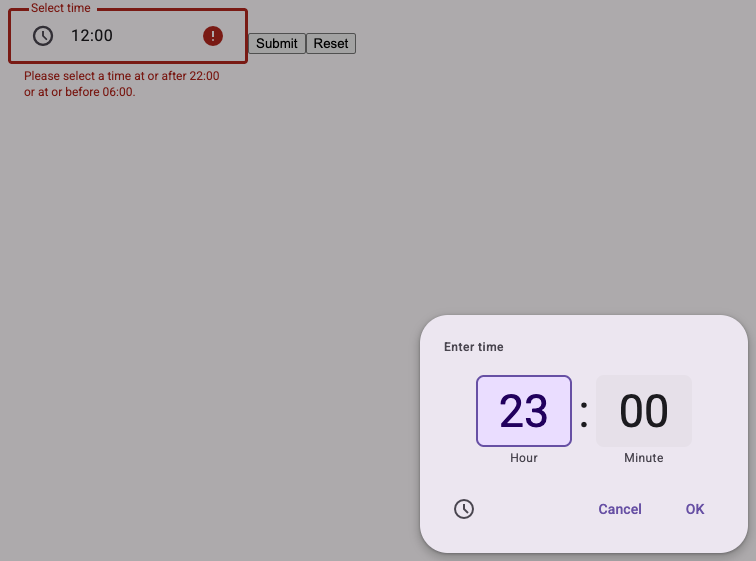 Select time
12:00
Submit Reset
Please select a time at or after 22:00
or at or before 06:00.
Enter time
23 : 00
Hour Minute
Cancel OK